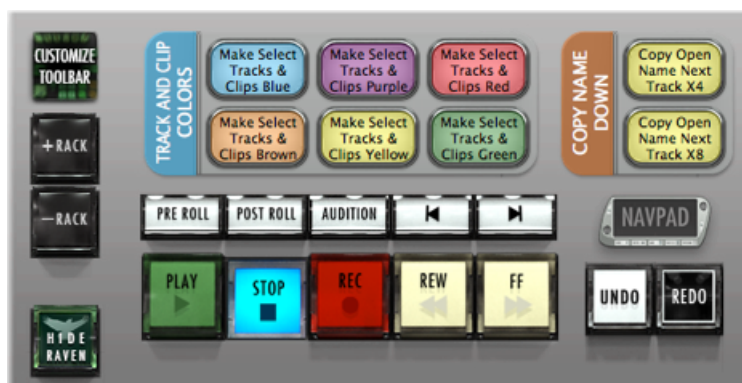 CUSTOMIZE
TOOLBAR
+RACK
−RACK
HIDE
RAVEN
TRACK AND CLIP
COLORS
Make Select
Tracks &
Clips Blue
Make Select
Tracks &
Clips Purple
Make Select
Tracks &
Clips Red
Make Select
Tracks &
Clips Brown
Make Select
Tracks &
Clips Yellow
Make Select
Tracks &
Clips Green
COPY NAME
DOWN
Copy Open
Name Next
Track X4
Copy Open
Name Next
Track X8
PRE ROLL
POST ROLL
AUDITION
NAVPAD
PLAY
STOP
REC
REW
FF
UNDO
REDO